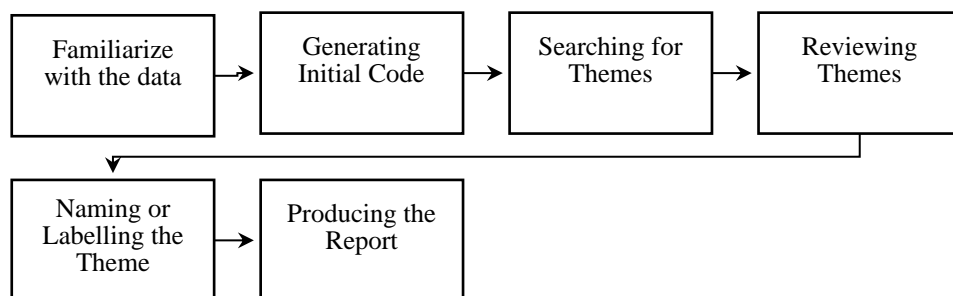 Familiarize
with the data
Generating
Initial Code
Searching for
Themes
Reviewing
Themes
Naming or
Labelling the
Theme
Producing the
Report